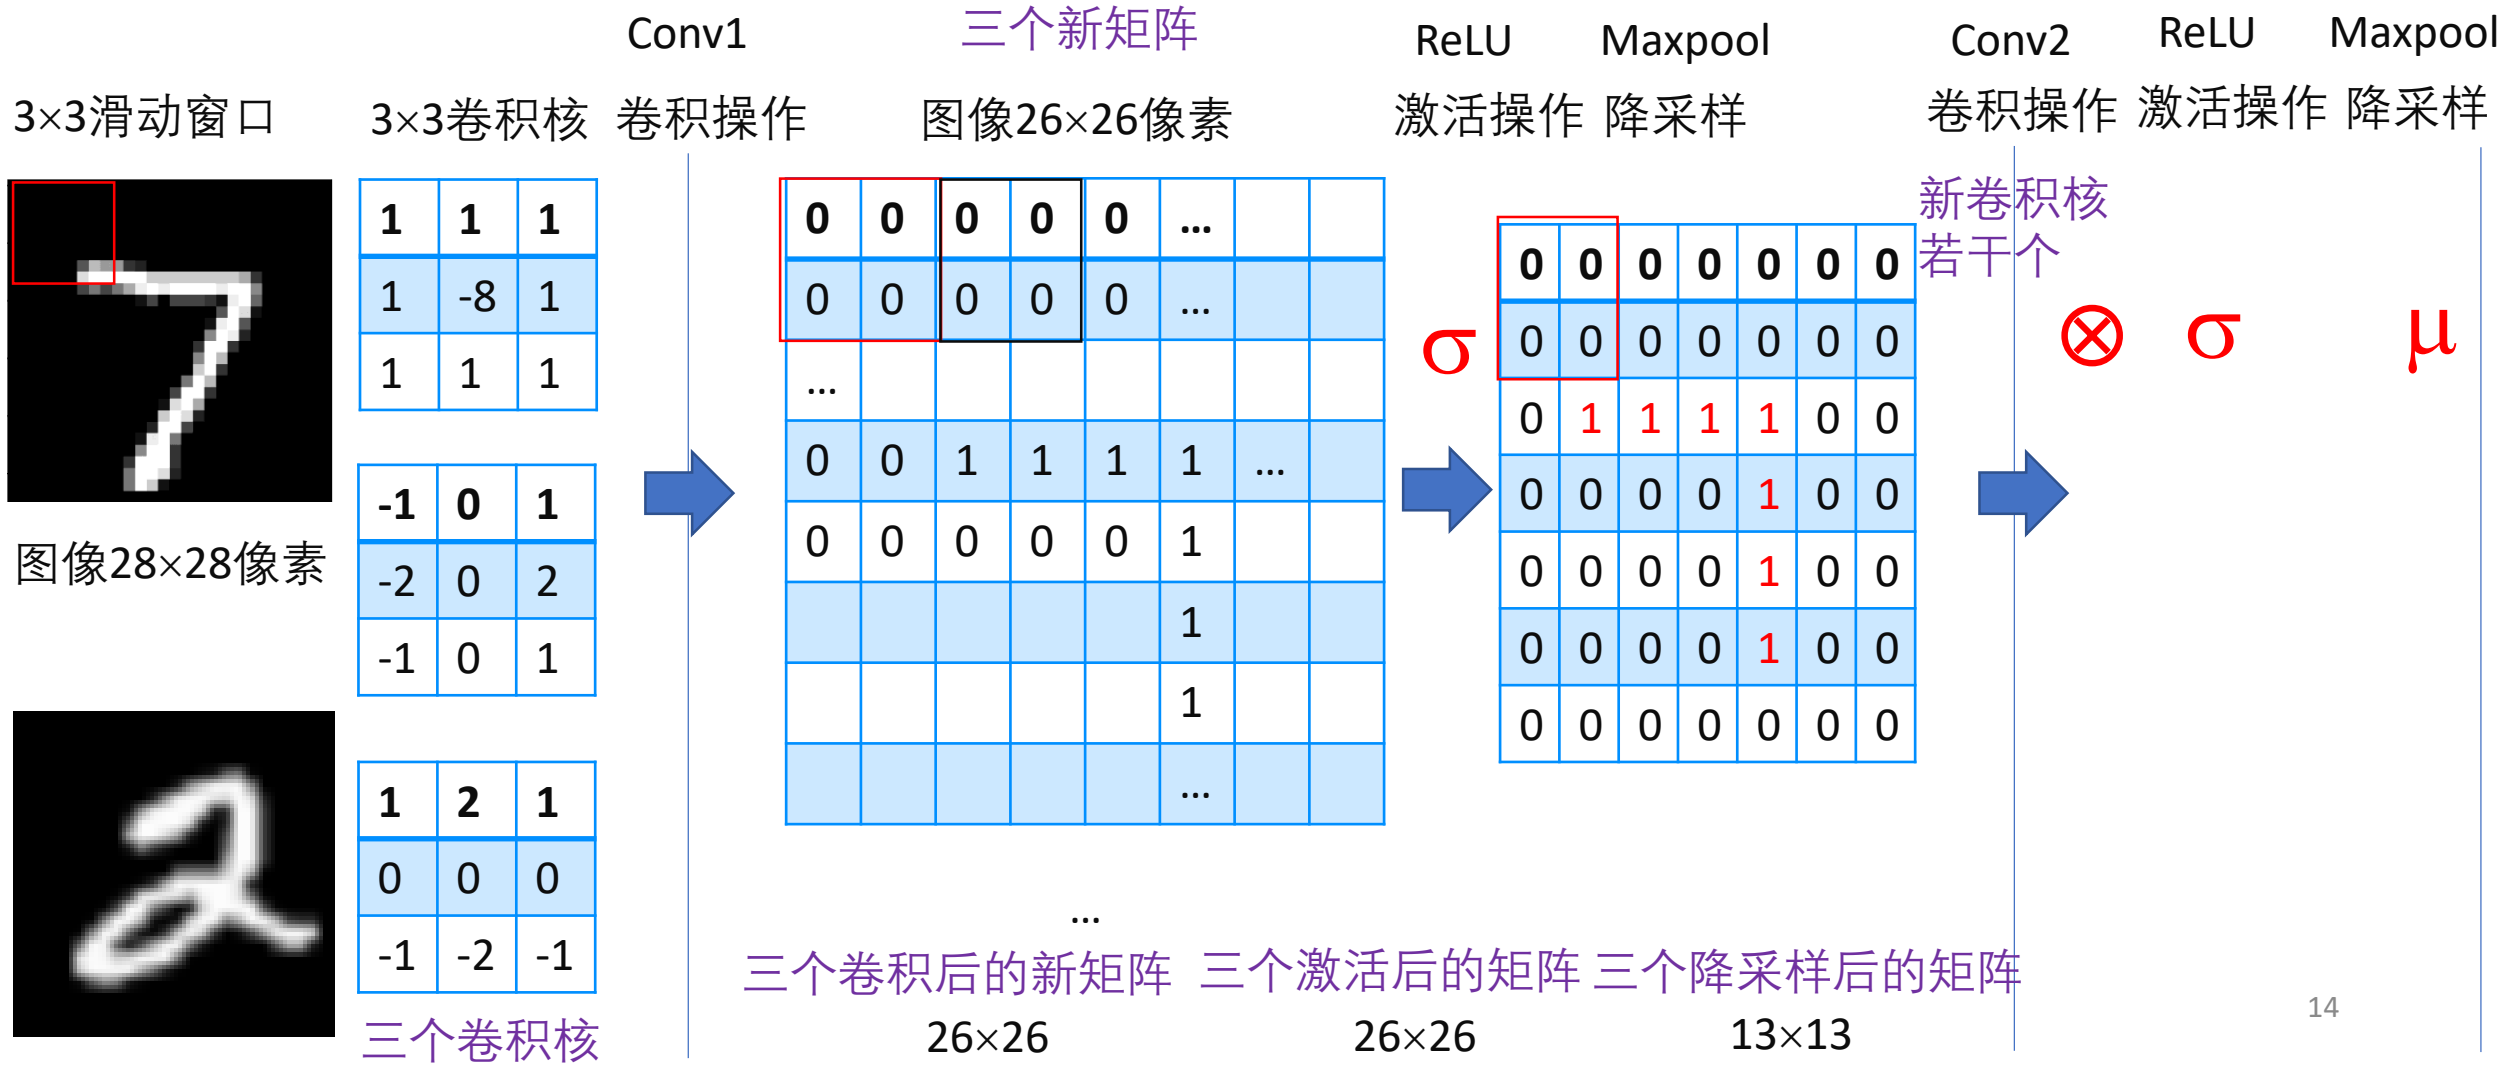 Conv1
三个新矩阵
ReLU
Maxpool
Conv2
ReLU
Maxpool
3×3滑动窗口
3×3卷积核
卷积操作
图像26×26像素
激活操作
降采样
卷积操作
激活操作
降采样
1 1 1
1 -8 1
1 1 1
图像28×28像素
-1 0 1
-2 0 2
-1 0 1
1 2 1
0 0 0
-1 -2 -1
三个卷积核
0 0 0 0 0 ...
0 0 0 0 0 ...
...
0 0 1 1 1 1 ...
0 0 0 0 0 1
1
1
...
...
三个卷积后的新矩阵
26×26
σ
三个激活后的矩阵
26×26
0 0 0 0 0 0 0
0 0 0 0 0 0 0
0 1 1 1 1 0 0
0 0 0 0 1 0 0
0 0 0 0 1 0 0
0 0 0 0 1 0 0
0 0 0 0 0 0 0
三个降采样后的矩阵
13×13
新卷积核
若干个
⊗ σ μ
14